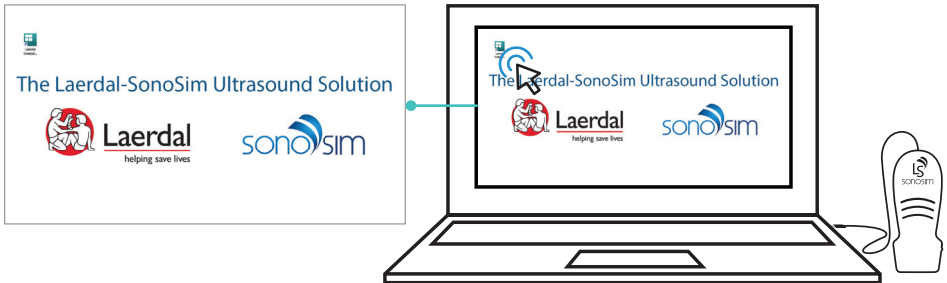 The Laerdal-SonoSim Ultrasound Solution
Laerdal
helping save lives
sonosim
The Laerdal-SonoSim Ultrasound Solution
Laerdal
helping save lives
sonosim
LS
sonosim